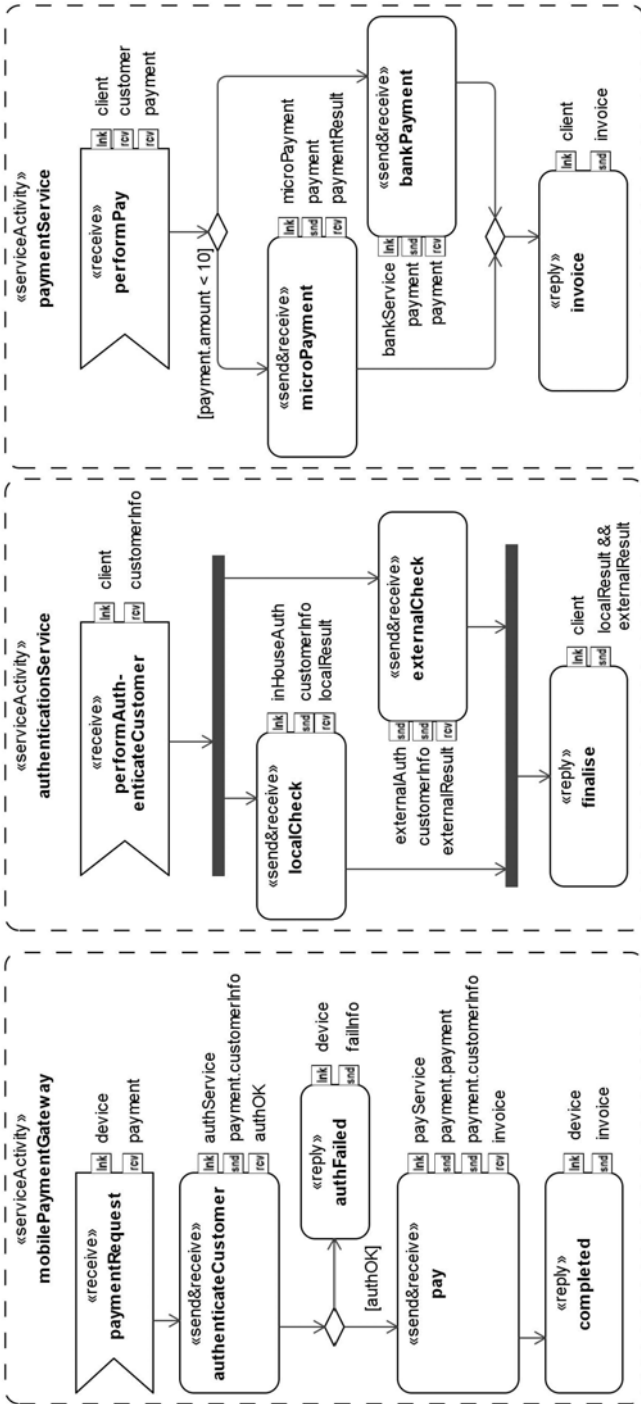 «serviceActivity»
mobilePaymentGateway
«receive»
paymentRequest
lnk device
rcv payment
«send&receive»
authenticateCustomer
lnk authService
snd payment.customerInfo
rcv authOK
«reply»
authFailed
lnk device
snd failInfo
[authOK]
«send&receive»
pay
lnk payService
snd payment.payment
snd payment.customerInfo
rcv invoice
«reply»
completed
lnk device
snd invoice
«serviceActivity»
authenticationService
«receive»
performAuth-
enticateCustomer
lnk client
rcv customerInfo
«send&receive»
localCheck
lnk inHouseAuth
snd customerInfo
rcv localResult
externalAuth snd
customerInfo snd
externalResult rcv
«send&receive»
externalCheck
«reply»
finalise
lnk client
snd localResult &&
externalResult
«serviceActivity»
paymentService
«receive»
performPay
lnk client
rcv customer
rcv payment
[payment.amount < 10]
«send&receive»
microPayment
lnk microPayment
snd payment
rcv paymentResult
bankService lnk
payment snd
payment rcv
«send&receive»
bankPayment
«reply»
invoice
lnk client
snd invoice